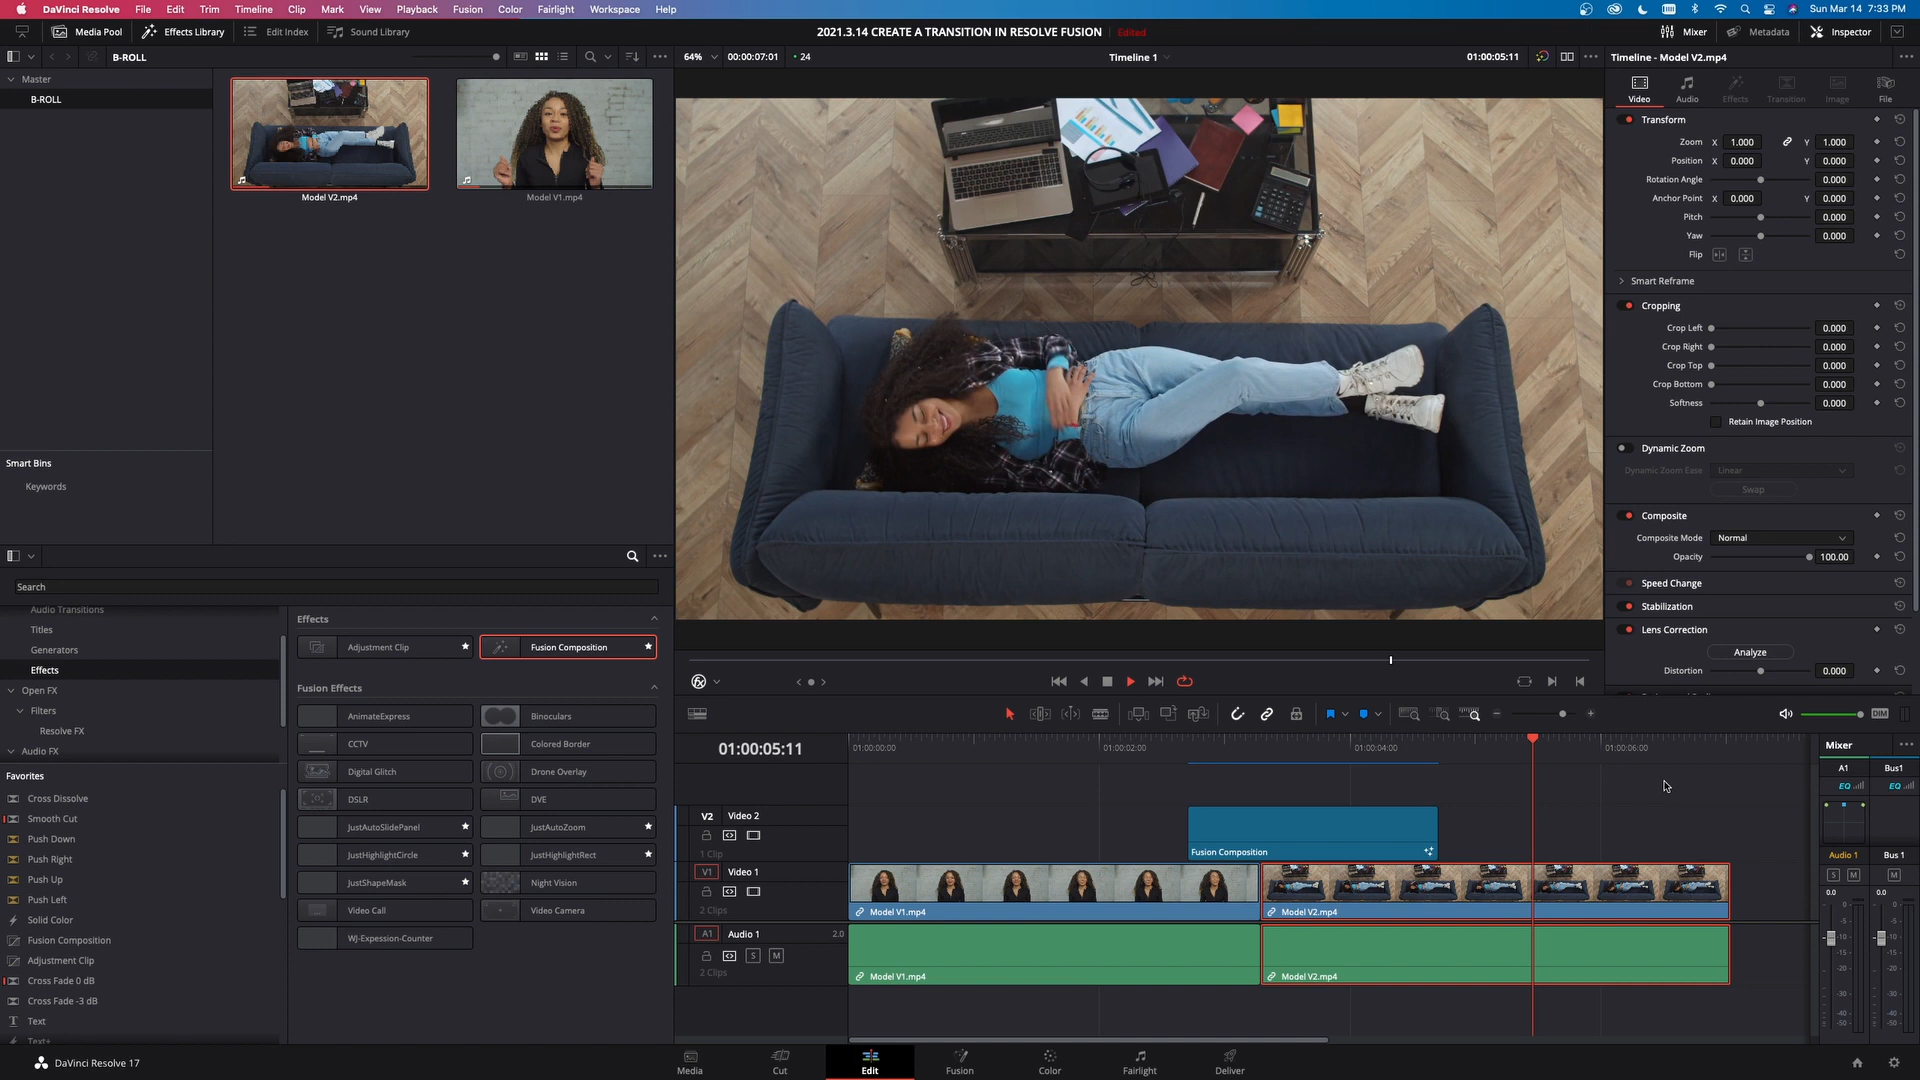 DaVinci Resolve File Edit Trim Timeline Clip Mark View Playback Fusion Color Fairlight Workspace Help
Sun Mar 14 7:33 PM
Media Pool Effects Library Edit Index Sound Library
2021.3.14 CREATE A TRANSITION IN RESOLVE FUSION Edited
Mixer Metadata Inspector
B-ROLL
64% 00:00:07:01 24 Timeline 1 01:00:05:11
Timeline - Model V2.mp4
Master
B-ROLL
Model V2.mp4
Model V1.mp4
Smart Bins
Keywords
Video Audio Effects Transition Image File
Transform
Zoom X 1.000 Y 1.000
Position X 0.000 Y 0.000
Rotation Angle 0.000
Anchor Point X 0.000 Y 0.000
Pitch 0.000
Yaw 0.000
Flip
Smart Reframe
Cropping
Crop Left 0.000
Crop Right 0.000
Crop Top 0.000
Crop Bottom 0.000
Softness 0.000
Retain Image Position
Dynamic Zoom
Dynamic Zoom Ease Linear
Swap
Composite
Composite Mode Normal
Opacity 100.00
Speed Change
Stabilization
Lens Correction
Analyze
Distortion 0.000
Search
Audio Transitions
Titles
Generators
Effects
Open FX
Filters
Resolve FX
Audio FX
Favorites
Cross Dissolve
Smooth Cut
Push Down
Push Right
Push Up
Push Left
Solid Color
Fusion Composition
Adjustment Clip
Cross Fade 0 dB
Cross Fade -3 dB
Text
Text+
Effects
Adjustment Clip Fusion Composition
Fusion Effects
AnimateExpress Binoculars
CCTV Colored Border
Digital Glitch Drone Overlay
DSLR DVE
JustAutoSlidePanel JustAutoZoom
JustHighlightCircle JustHighlightRect
JustShapeMask Night Vision
Video Call Video Camera
WJ-Expession-Counter
DIM
01:00:05:11
01:00:00:00 01:00:02:00 01:00:04:00 01:00:06:00
V2 Video 2
1 Clip
Fusion Composition
V1 Video 1
2 Clips
Model V1.mp4 Model V2.mp4
A1 Audio 1 2.0
S M
2 Clips
Model V1.mp4 Model V2.mp4
Mixer
A1 Bus1
EQ EQ
Audio 1 Bus 1
S M M
0.0 0.0
DaVinci Resolve 17
Media Cut Edit Fusion Color Fairlight Deliver